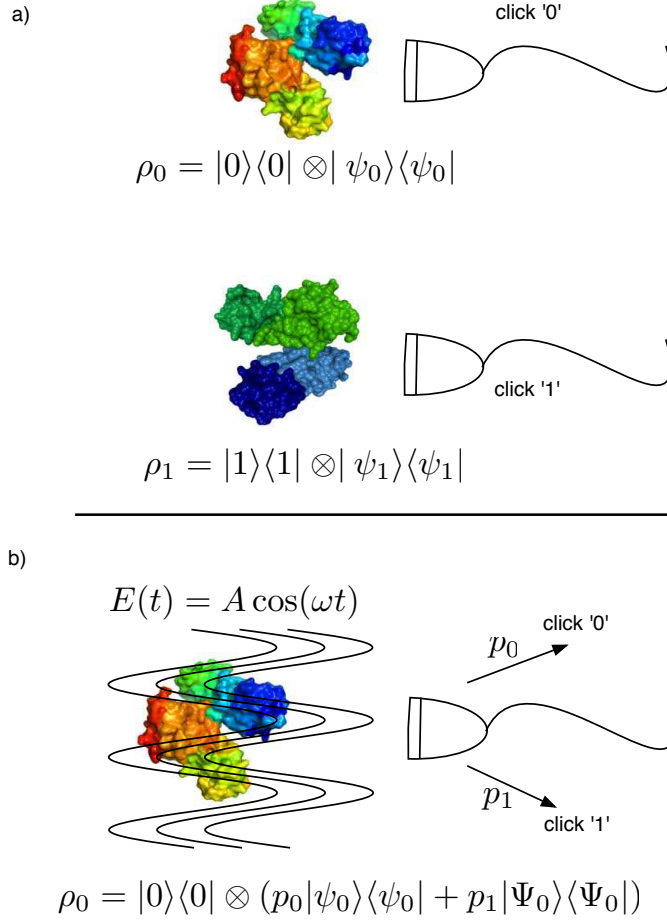 a)
click '0'
ρ₀ = |0⟩⟨0| ⊗| ψ₀⟩⟨ψ₀|
click '1'
ρ₁ = |1⟩⟨1| ⊗| ψ₁⟩⟨ψ₁|
b)
E(t) = A cos(ωt)
click '0'
p₀
p₁
click '1'
ρ₀ = |0⟩⟨0| ⊗ (p₀|ψ₀⟩⟨ψ₀| + p₁|Ψ₀⟩⟨Ψ₀|)